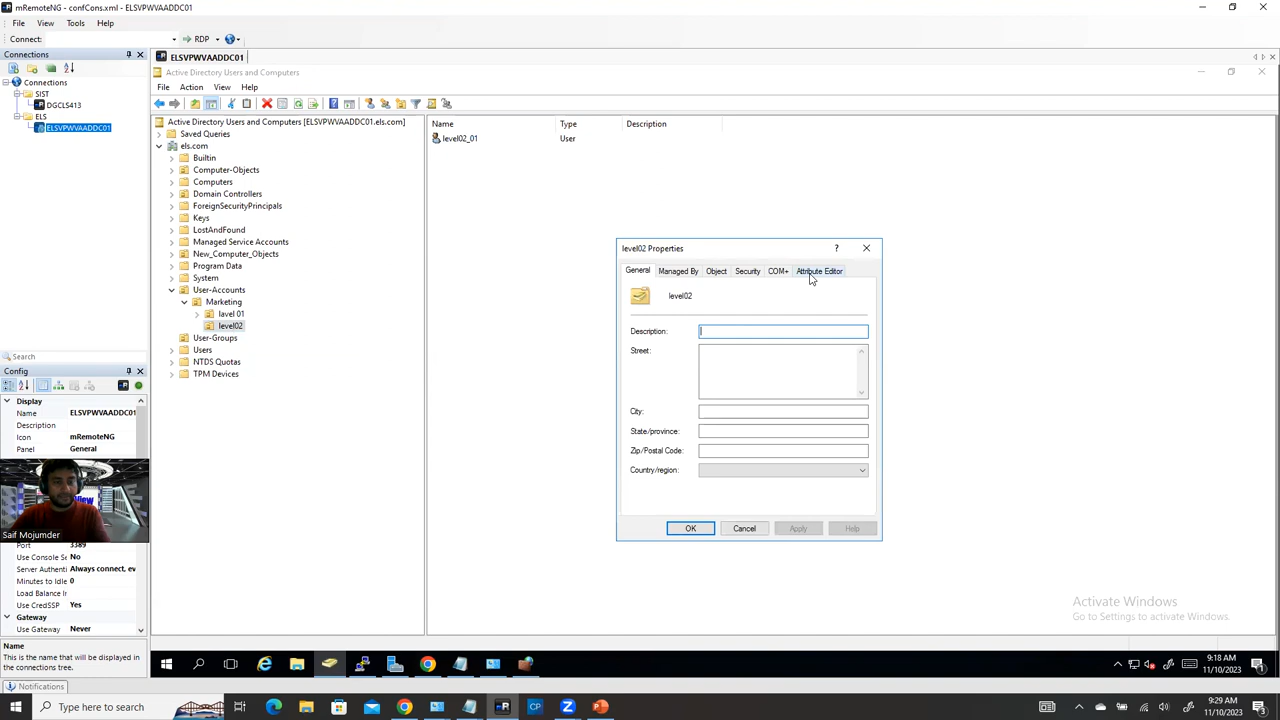 mRemoteNG - confCons.xml - ELSVPWVAADDC01
File View Tools Help
Connect: RDP
Connections
ELSVPWVAADDC01
Active Directory Users and Computers
File Action View Help
Connections
SIST
DGCLS413
ELS
ELSVPWVAADDC01
Active Directory Users and Computers [ELSVPWVAADDC01.els.com]
Saved Queries
els.com
Builtin
Computer-Objects
Computers
Domain Controllers
ForeignSecurityPrincipals
Keys
LostAndFound
Managed Service Accounts
New_Computer_Objects
Program Data
System
User-Accounts
Marketing
laval 01
level02
User-Groups
Users
NTDS Quotas
TPM Devices
Name Type Description
level02_01 User
level02 Properties
?
General Managed By Object Security COM+ Attribute Editor
level02
Description:
Street:
City:
State/province:
Zip/Postal Code:
Country/region:
OK Cancel Apply Help
Search
Config
Display
Name ELSVPWVAADDC01
Description
Icon mRemoteNG
Panel General
View
Saif Mojumder
Port 3389
Use Console Se No
Server Authenti Always connect, ev
Minutes to Idle 0
Load Balance In
Use CredSSP Yes
Gateway
Use Gateway Never
Name
This is the name that will be displayed in
the connections tree.
Notifications
Activate Windows
Go to Settings to activate Windows.
9:18 AM
11/10/2023
Type here to search
CP
9:29 AM
11/10/2023